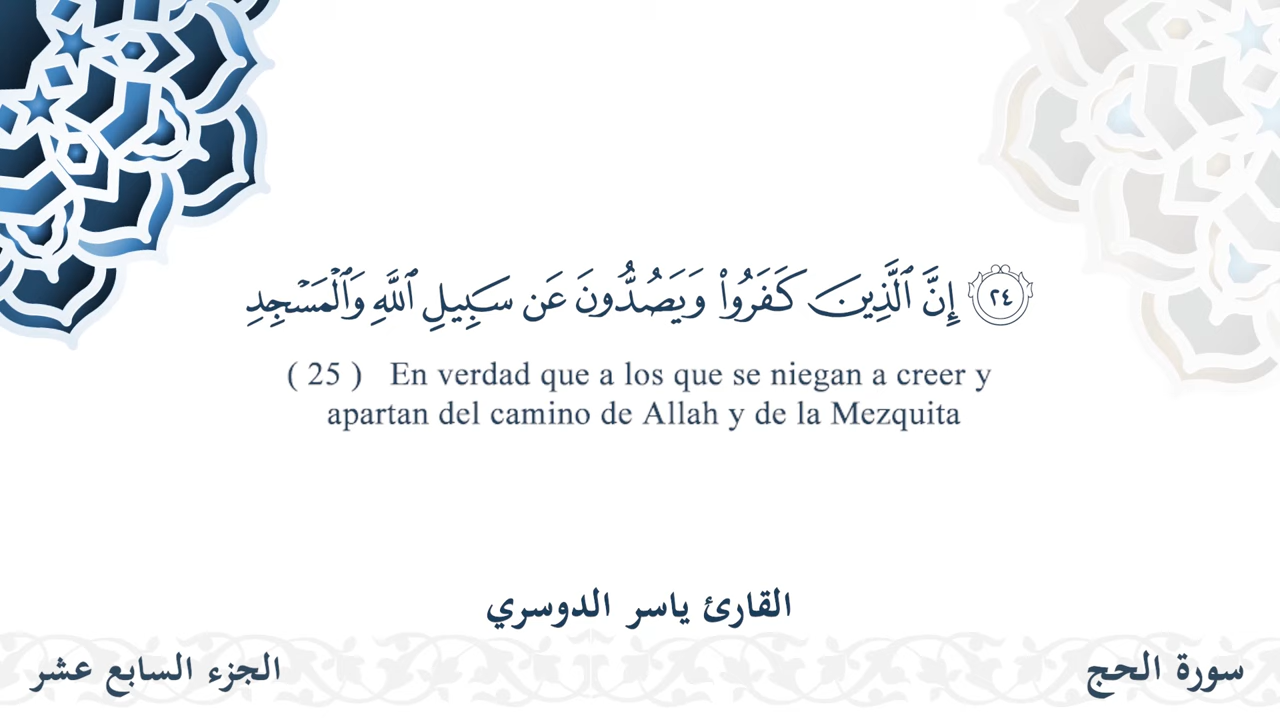 ٢٤ إِنَّ ٱلَّذِينَ كَفَرُوا۟ وَيَصُدُّونَ عَن سَبِيلِ ٱللَّهِ وَٱلْمَسْجِدِ
( 25 ) En verdad que a los que se niegan a creer y
apartan del camino de Allah y de la Mezquita
القارئ ياسر الدوسري
سورة الحج
الجزء السابع عشر